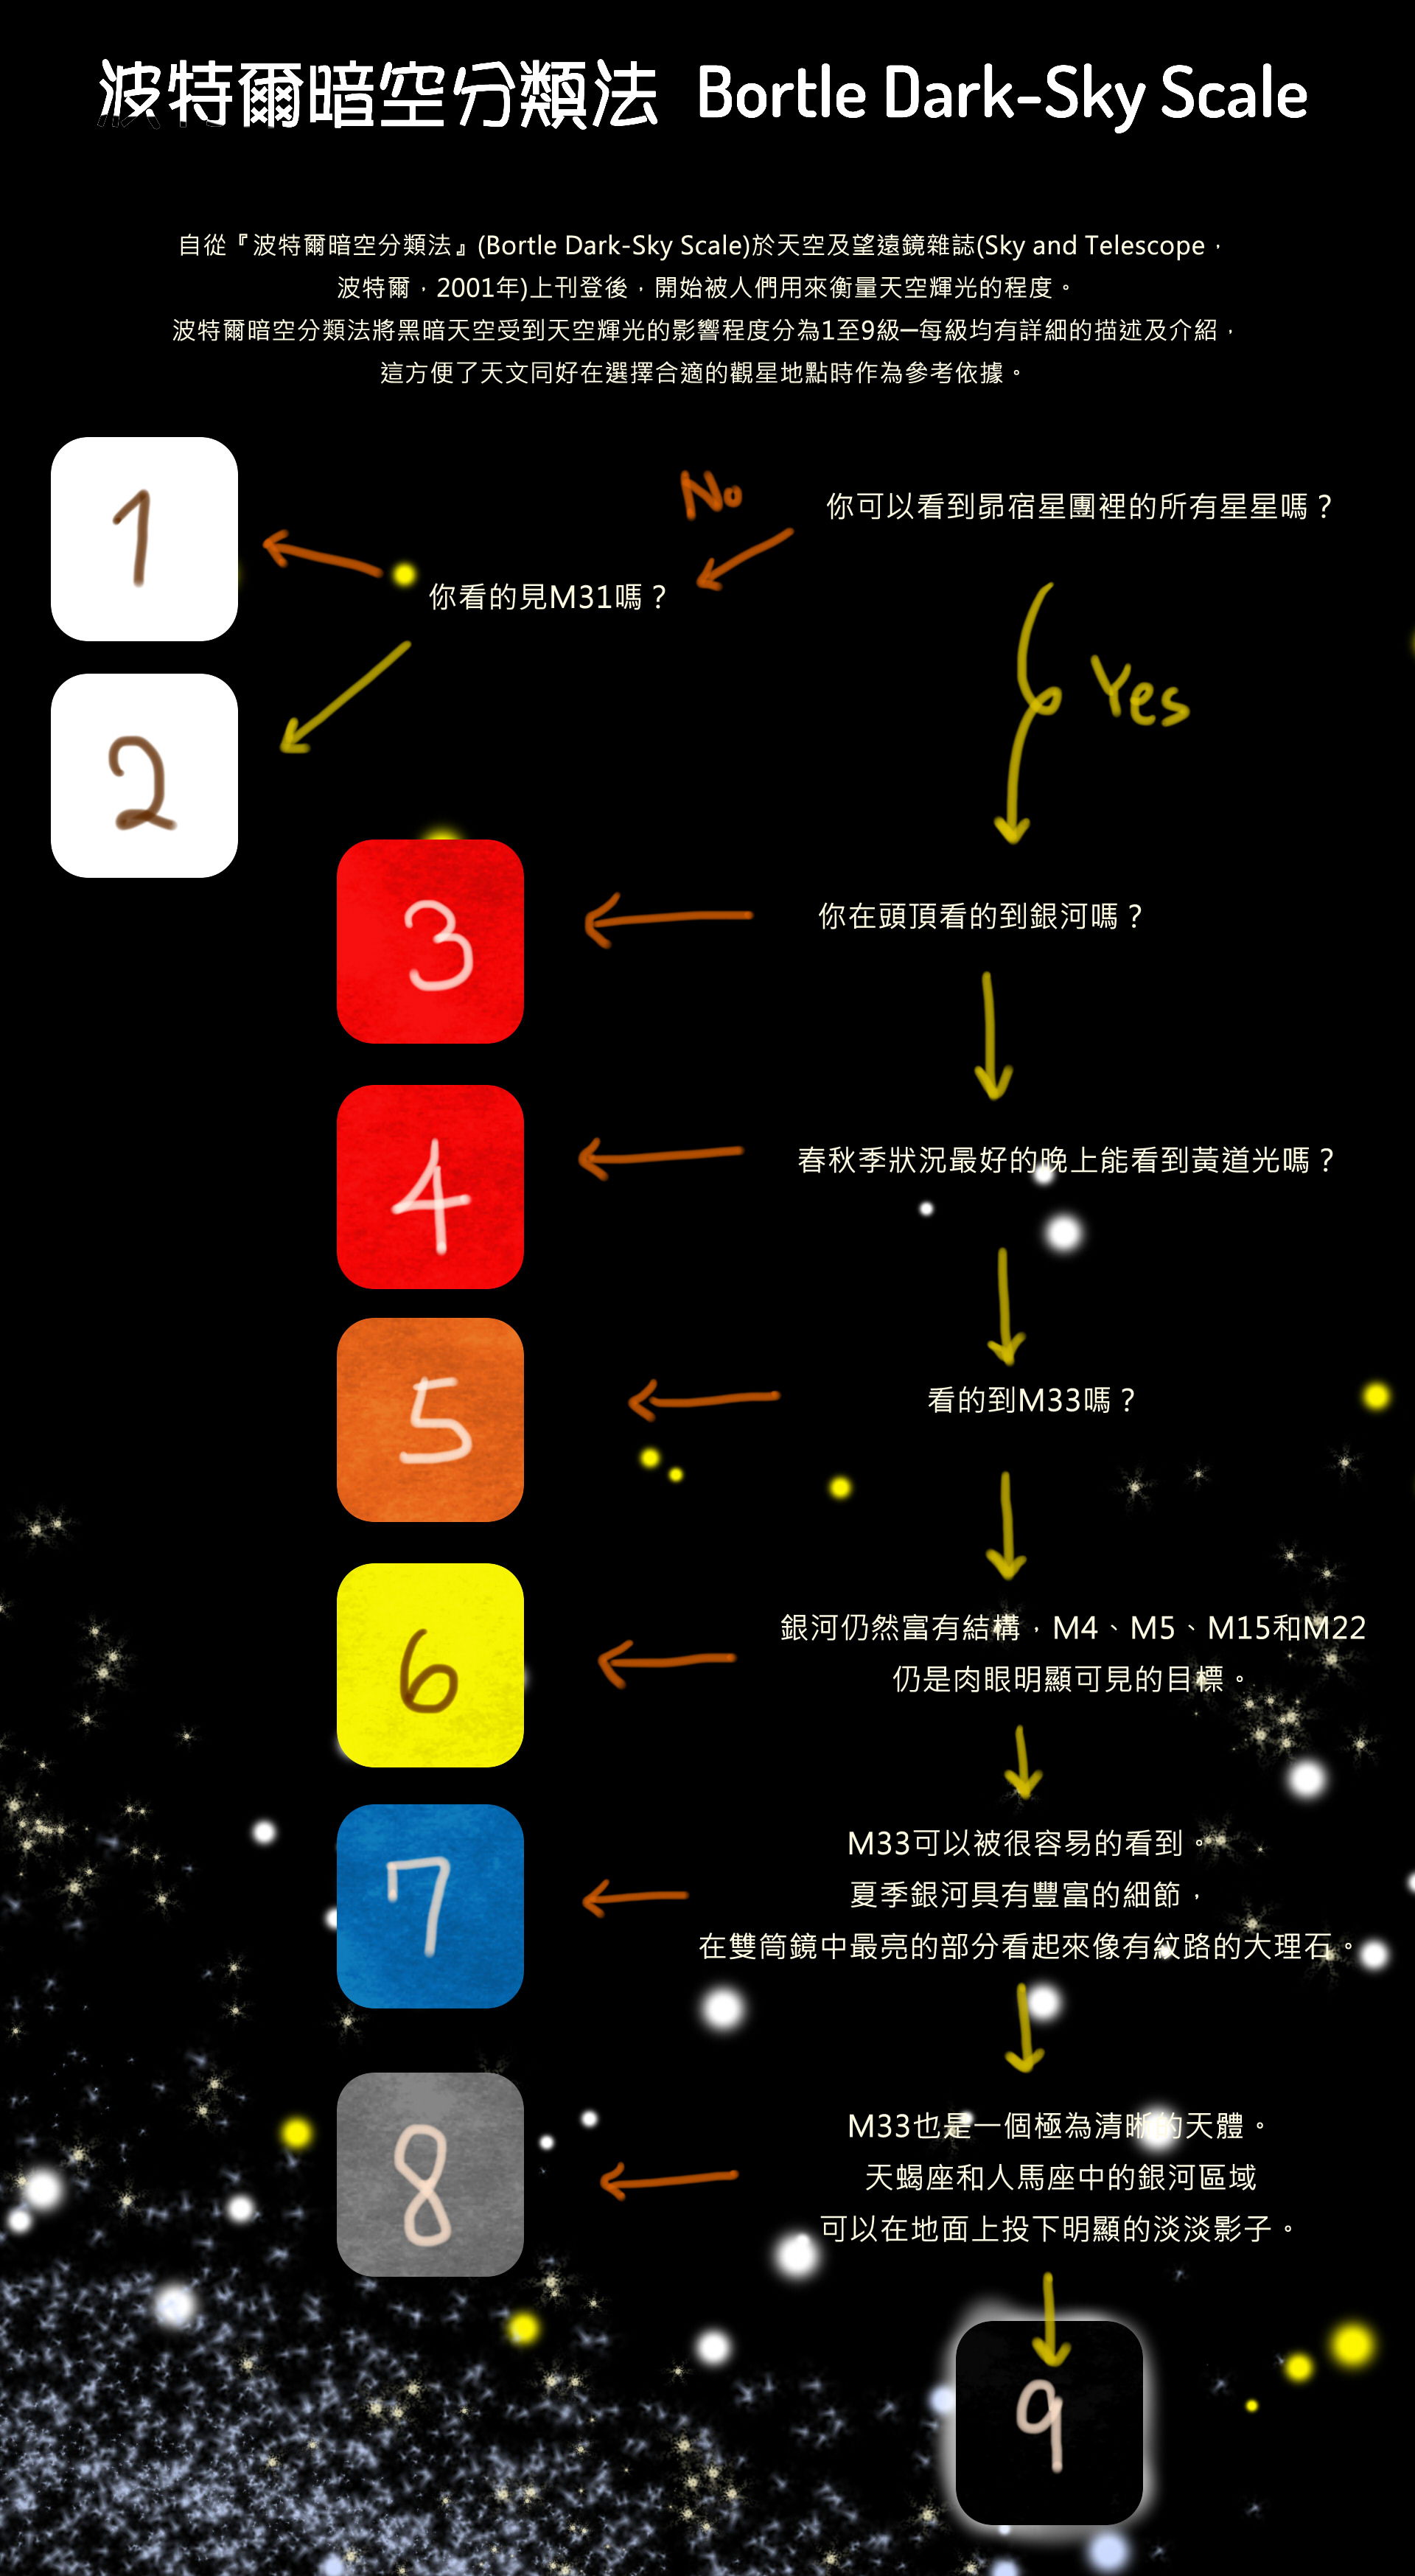 波特爾暗空分類法 Bortle Dark-Sky Scale
自從『波特爾暗空分類法』(Bortle Dark-Sky Scale)於天空及望遠鏡雜誌(Sky and Telescope，
波特爾，2001年)上刊登後，開始被人們用來衡量天空輝光的程度。
波特爾暗空分類法將黑暗天空受到天空輝光的影響程度分為1至9級─每級均有詳細的描述及介紹，
這方便了天文同好在選擇合適的觀星地點時作為參考依據。
1
No
你可以看到昴宿星團裡的所有星星嗎？
你看的見M31嗎？
Yes
2
3
你在頭頂看的到銀河嗎？
4
春秋季狀況最好的晚上能看到黃道光嗎？
5
看的到M33嗎？
6
銀河仍然富有結構，M4、M5、M15和M22
仍是肉眼明顯可見的目標。
7
M33可以被很容易的看到。
夏季銀河具有豐富的細節，
在雙筒鏡中最亮的部分看起來像有紋路的大理石。
8
M33也是一個極為清晰的天體。
天蝎座和人馬座中的銀河區域
可以在地面上投下明顯的淡淡影子。
9